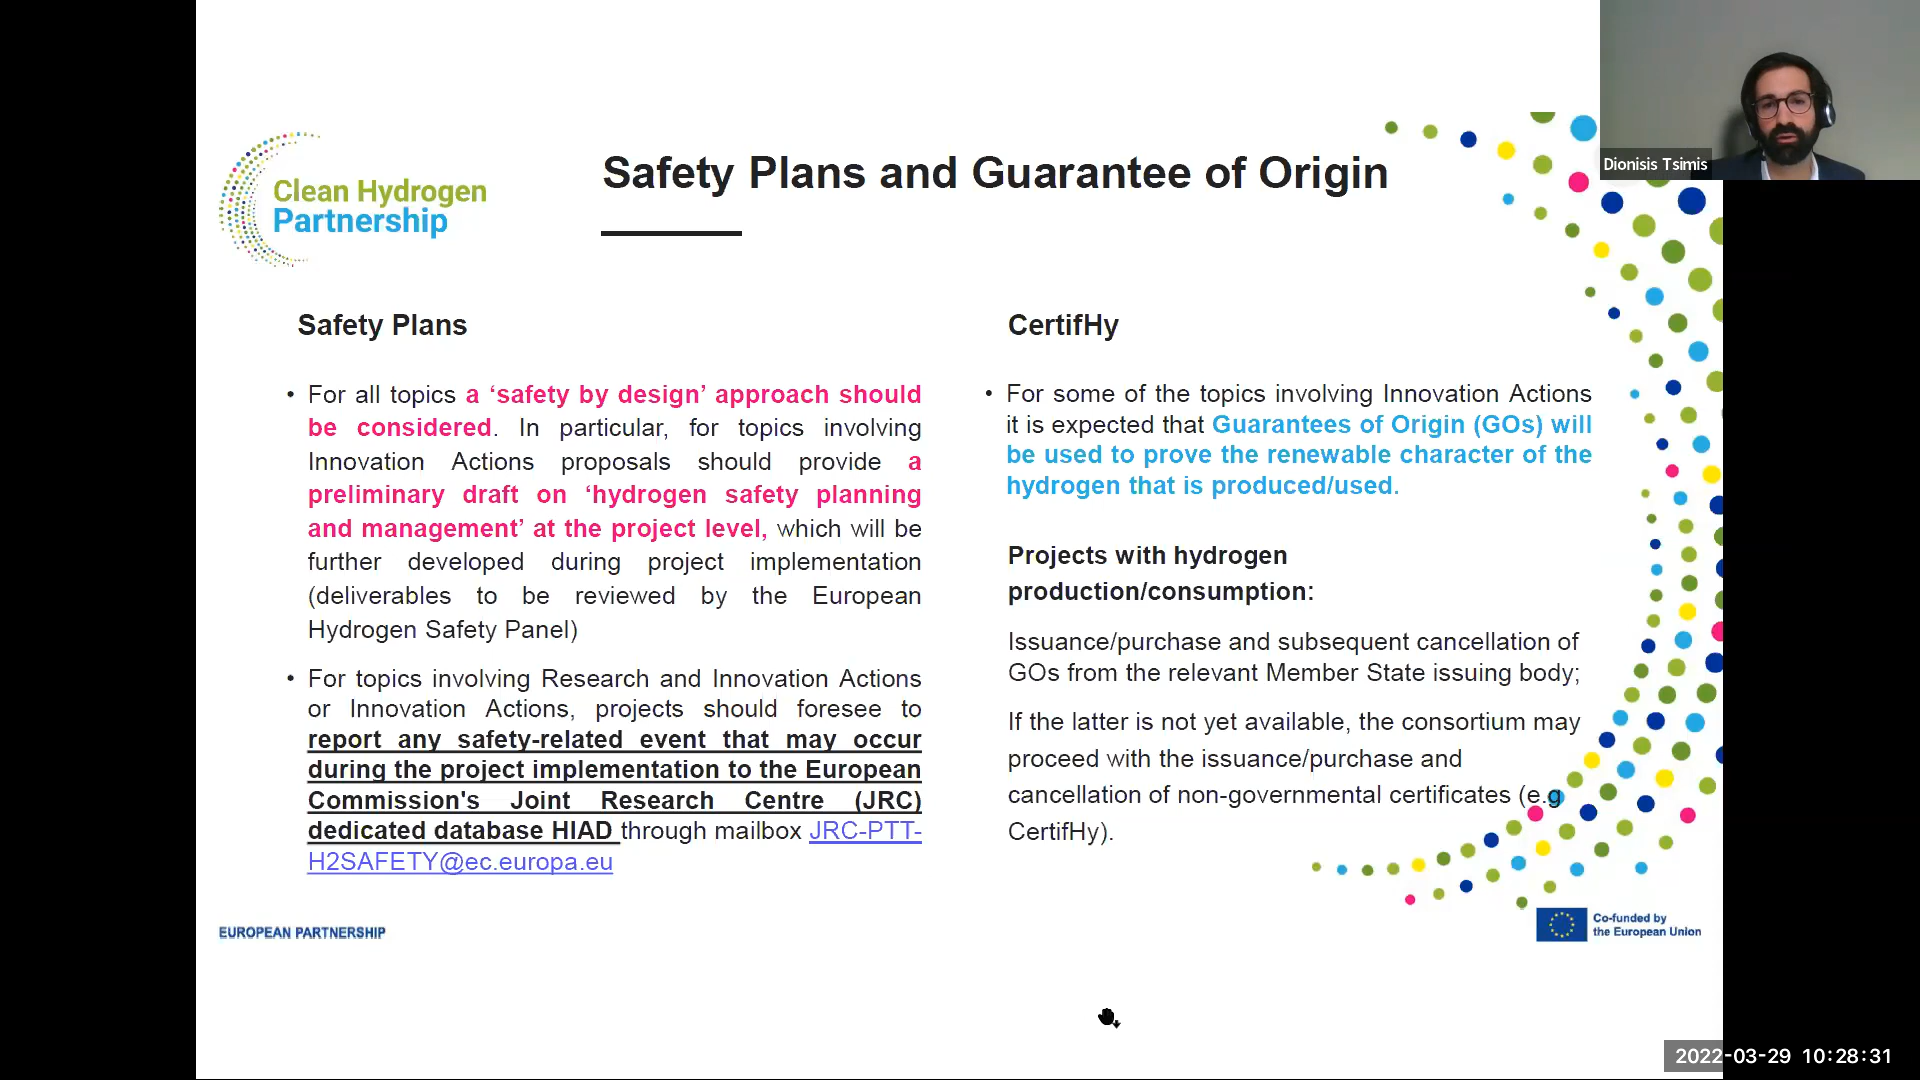 Clean Hydrogen
Partnership
Safety Plans and Guarantee of Origin
Dionisis Tsimis
Safety Plans
• For all topics a ‘safety by design’ approach should
be considered. In particular, for topics involving
Innovation Actions proposals should provide a
preliminary draft on ‘hydrogen safety planning
and management’ at the project level, which will be
further developed during project implementation
(deliverables to be reviewed by the European
Hydrogen Safety Panel)
• For topics involving Research and Innovation Actions
or Innovation Actions, projects should foresee to
report any safety-related event that may occur
during the project implementation to the European
Commission's Joint Research Centre (JRC)
dedicated database HIAD through mailbox JRC-PTT-
H2SAFETY@ec.europa.eu
CertifHy
• For some of the topics involving Innovation Actions
it is expected that Guarantees of Origin (GOs) will
be used to prove the renewable character of the
hydrogen that is produced/used.
Projects with hydrogen
production/consumption:
Issuance/purchase and subsequent cancellation of
GOs from the relevant Member State issuing body;
If the latter is not yet available, the consortium may
proceed with the issuance/purchase and
cancellation of non-governmental certificates (e.g
CertifHy).
EUROPEAN PARTNERSHIP
Co-funded by
the European Union
2022-03-29 10:28:31